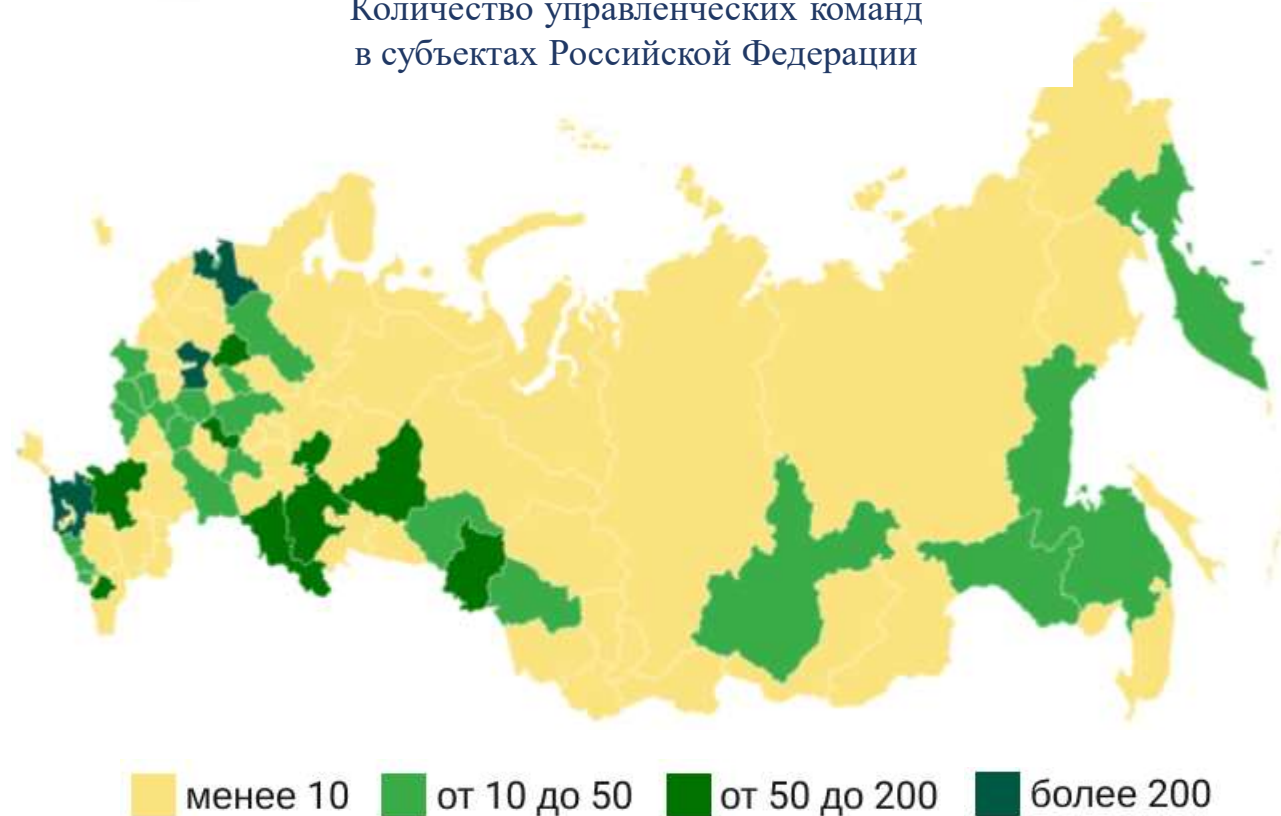 Количество управленческих команд
в субъектах Российской Федерации
менее 10
от 10 до 50
от 50 до 200
более 200